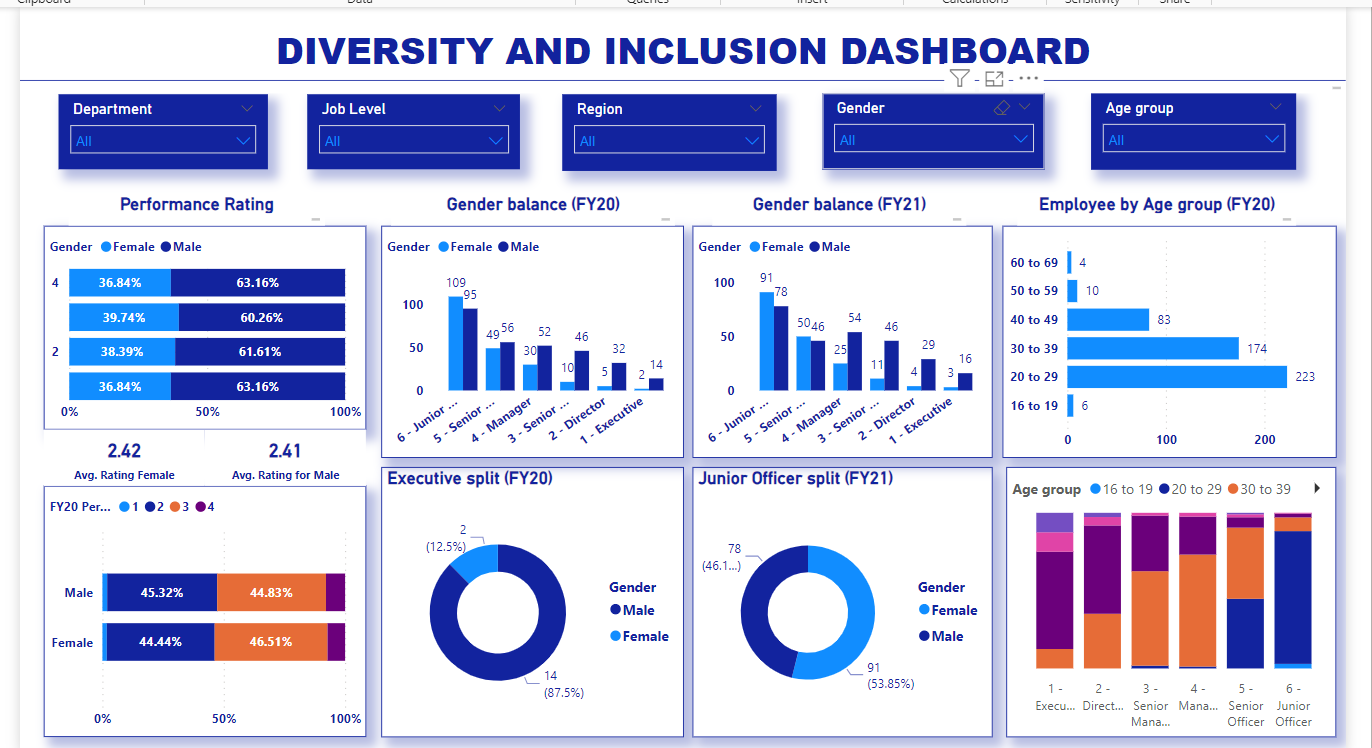 Clipboard Data Queries Insert Calculations Sensitivity Share
DIVERSITY AND INCLUSION DASHBOARD
Department
All
Job Level
All
Region
All
Gender
All
Age group
All
Performance Rating
Gender Female Male
4 36.84% 63.16%
39.74% 60.26%
2 38.39% 61.61%
36.84% 63.16%
0% 50% 100%
2.42 2.41
Avg. Rating Female Avg. Rating for Male
Gender balance (FY20)
Gender Female Male
109
95
100
49 56 30 52 10 46 5 32 2 14
50
0
6 - Junior ... 5 - Senior ... 4 - Manager 3 - Senior ... 2 - Director 1 - Executive
Gender balance (FY21)
Gender Female Male
91
78
100
50 46 25 54 11 46 4 29 3 16
50
0
6 - Junior ... 5 - Senior ... 4 - Manager 3 - Senior ... 2 - Director 1 - Executive
Employee by Age group (FY20)
60 to 69 4
50 to 59 10
40 to 49 83
30 to 39 174
20 to 29 223
16 to 19 6
0 100 200
FY20 Per... 1 2 3 4
Male 45.32% 44.83%
Female 44.44% 46.51%
0% 50% 100%
Executive split (FY20)
2
(12.5%)
Gender
Male
Female
14
(87.5%)
Junior Officer split (FY21)
78
(46.1...)
Gender
Female
Male
91
(53.85%)
Age group 16 to 19 20 to 29 30 to 39
1 - 2 - 3 - 4 - 5 - 6 -
Execu... Direct... Senior Mana... Senior Junior
Mana... Officer Officer